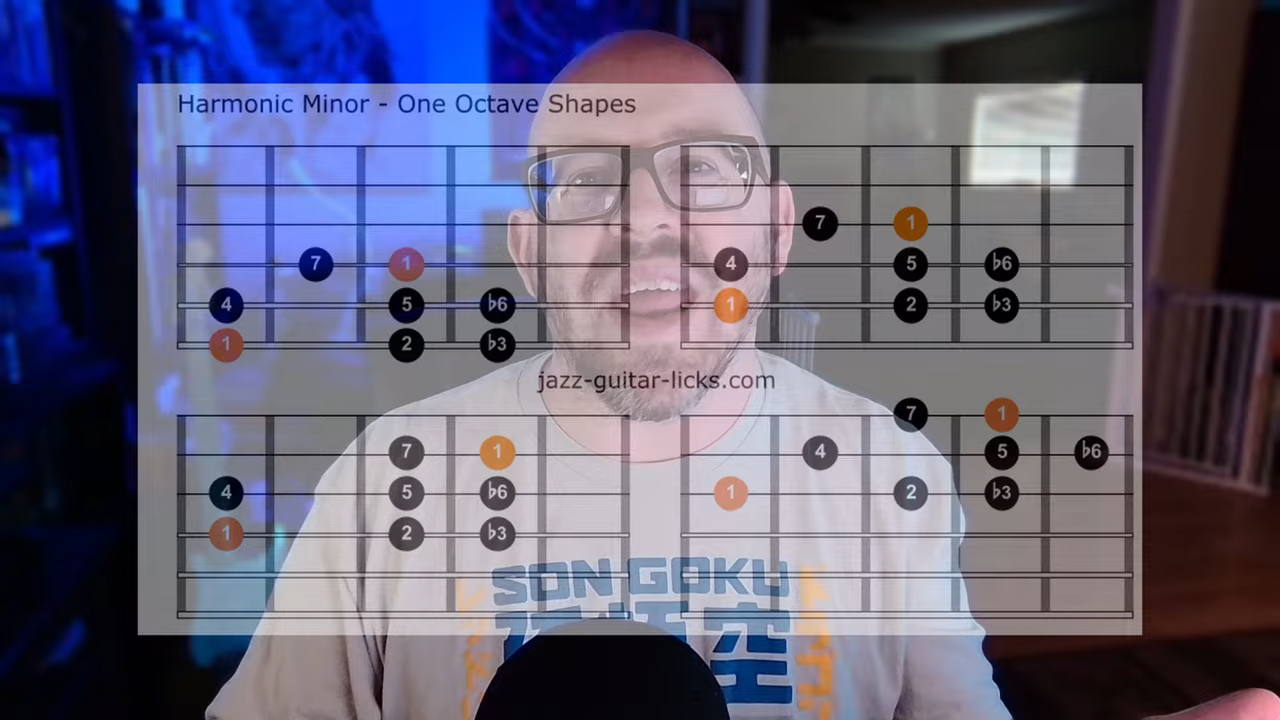 Harmonic Minor - One Octave Shapes
7 1
4 5 ♭6
1 2 ♭3
7 1
4 5 ♭6
1 2 ♭3
jazz-guitar-licks.com
7 1
4 5 ♭6
1 2 ♭3
7 1
4 5 ♭6
1 2 ♭3
SON GOKU
空